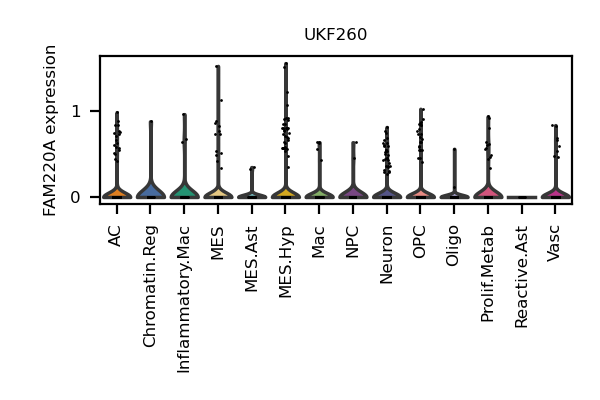 UKF260
FAM220A expression
1
0
AC
Chromatin.Reg
Inflammatory.Mac
MES
MES.Ast
MES.Hyp
Mac
NPC
Neuron
OPC
Oligo
Prolif.Metab
Reactive.Ast
Vasc